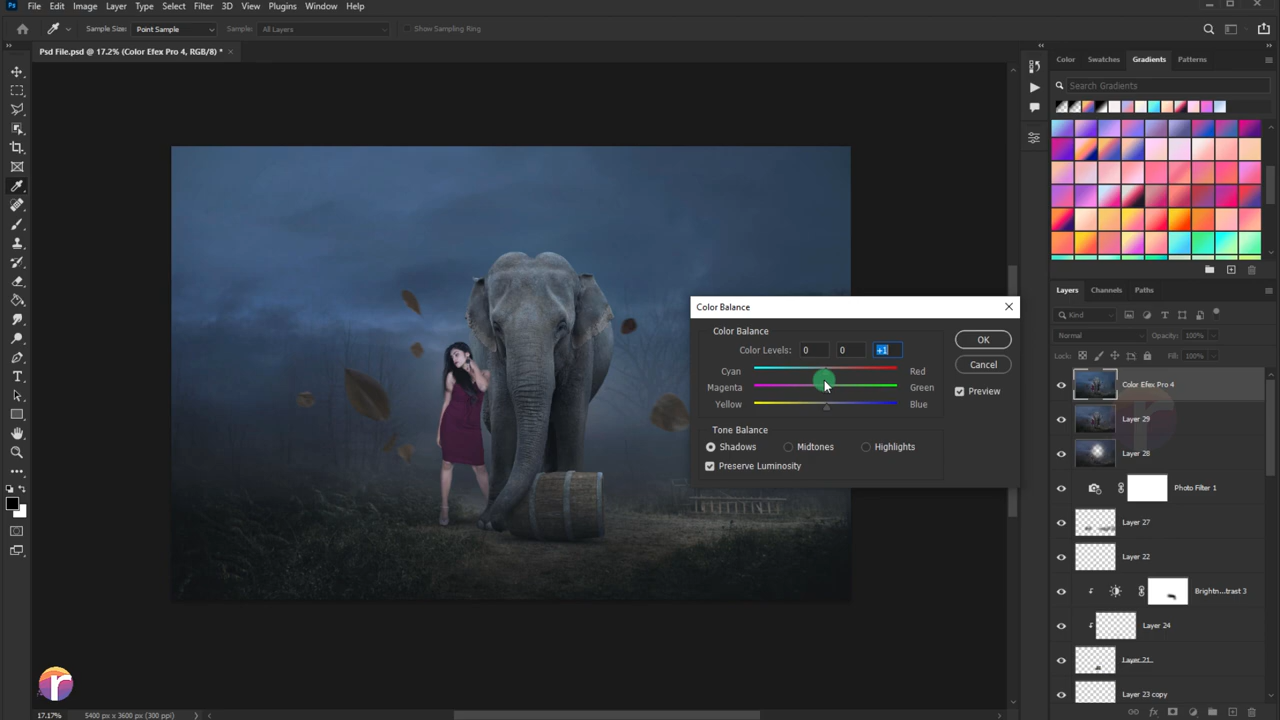 Ps File Edit Image Layer Type Select Filter 3D View Plugins Window Help
Sample Size: Point Sample Sample: All Layers Show Sampling Ring
Psd File.psd @ 17.2% (Color Efex Pro 4, RGB/8) * ×
Color Swatches Gradients Patterns
Search Gradients
Color Balance
Color Balance
Color Levels: 0 0 +1
Cyan Red
Magenta Green
Yellow Blue
OK
Cancel
Preview
Tone Balance
Shadows Midtones Highlights
Preserve Luminosity
Layers Channels Paths
Kind
Normal Opacity: 100%
Lock: Fill: 100%
Color Efex Pro 4
Layer 29
Layer 28
Photo Filter 1
Layer 27
Layer 22
Brightn...trast 3
Layer 24
Layer 21
Layer 23 copy
r
17.17% 5400 px x 3600 px (300 ppi)